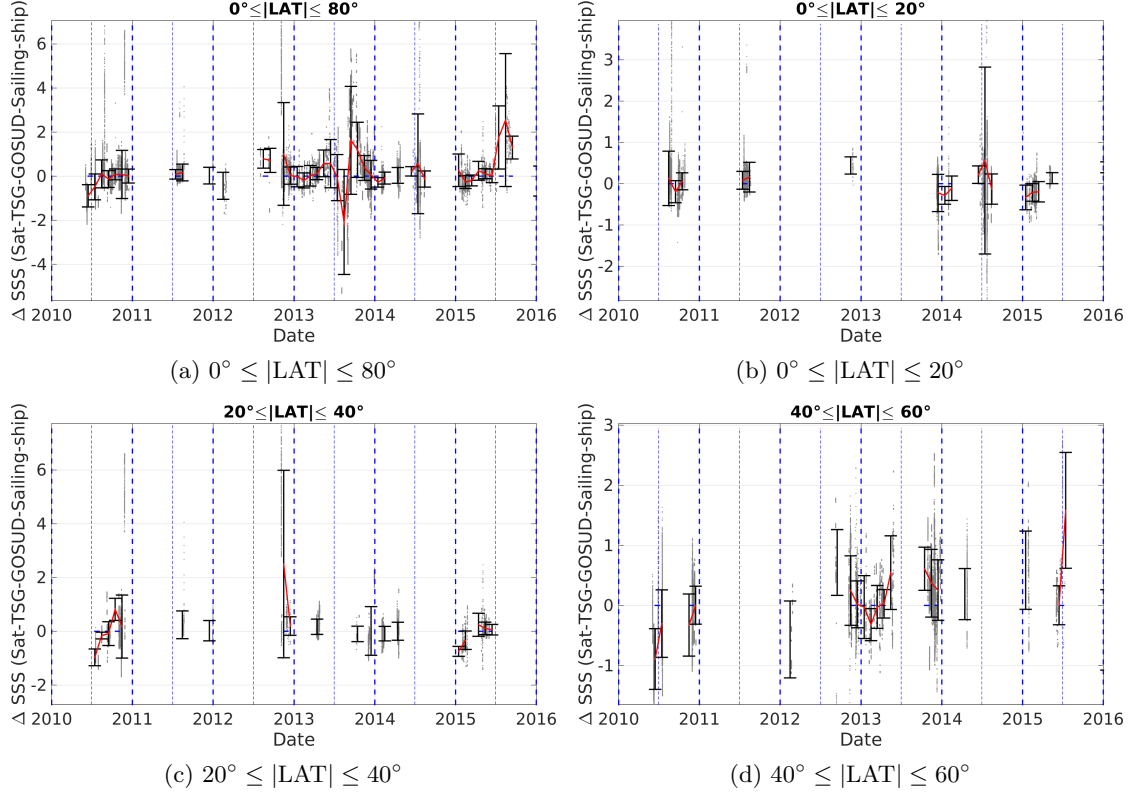 0°≤|LAT|≤ 80°
Δ SSS (Sat-TSG-GOSUD-Sailing-ship)
6
4
2
0
-2
-4
2010 2011 2012 2013 2014 2015 2016
Date
(a) 0° ≤ |LAT| ≤ 80°
0°≤|LAT|≤ 20°
Δ SSS (Sat-TSG-GOSUD-Sailing-ship)
3
2
1
0
-1
-2
2010 2011 2012 2013 2014 2015 2016
Date
(b) 0° ≤ |LAT| ≤ 20°
20°≤|LAT|≤ 40°
Δ SSS (Sat-TSG-GOSUD-Sailing-ship)
6
4
2
0
-2
2010 2011 2012 2013 2014 2015 2016
Date
(c) 20° ≤ |LAT| ≤ 40°
40°≤|LAT|≤ 60°
Δ SSS (Sat-TSG-GOSUD-Sailing-ship)
3
2
1
0
-1
2010 2011 2012 2013 2014 2015 2016
Date
(d) 40° ≤ |LAT| ≤ 60°